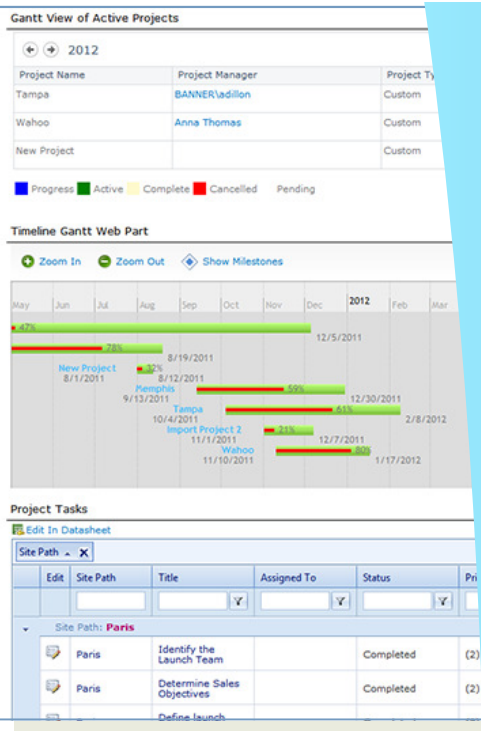 Gantt View of Active Projects
2012
Project Name Project Manager Project Ty
Tampa BANNER\adillon Custom
Wahoo Anna Thomas Custom
New Project Custom
Progress Active Complete Cancelled Pending
Timeline Gantt Web Part
Zoom In Zoom Out Show Milestones
May Jun Jul Aug Sep Oct Nov Dec 2012 Feb Mar
47%
12/5/2011
78%
8/19/2011
New Project 32%
8/1/2011 8/12/2011
Memphis 59%
9/13/2011 12/30/2011
Tampa 61%
10/4/2011 2/8/2012
Import Project 2 21%
11/1/2011 12/7/2011
Wahoo 80%
11/10/2011 1/17/2012
Project Tasks
Edit In Datasheet
Site Path
Edit Site Path Title Assigned To Status Pri
Site Path: Paris
Paris Identify the Launch Team Completed (2)
Paris Determine Sales Objectives Completed (2)
Define launch